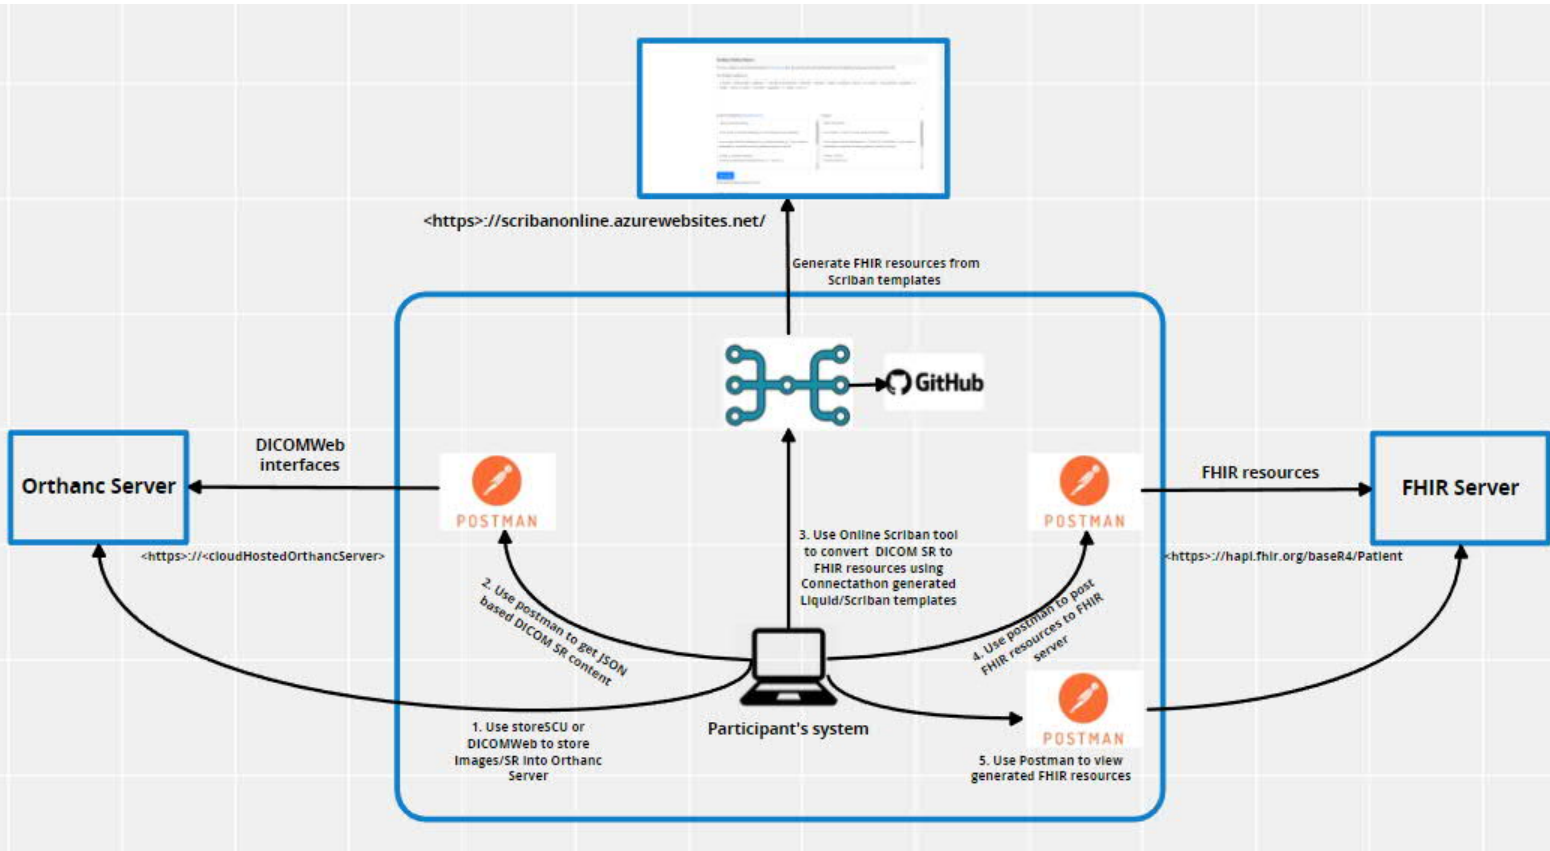 <https>://scribanonline.azurewebsites.net/
Generate FHIR resources from
Scriban templates
GitHub
DICOMWeb
interfaces
Orthanc Server
POSTMAN
<https>://<cloudHostedOrthancServer>
2. Use postman to get JSON
based DICOM SR content
3. Use Online Scriban tool
to convert DICOM SR to
FHIR resources using
Connectathon generated
Liquid/Scriban templates
POSTMAN
FHIR resources
FHIR Server
<https>://hapi.fhir.org/baseR4/Patient
4. Use postman to post
FHIR resources to FHIR
server
1. Use storeSCU or
DICOMWeb to store
Images/SR into Orthanc
Server
Participant's system
POSTMAN
5. Use Postman to view
generated FHIR resources